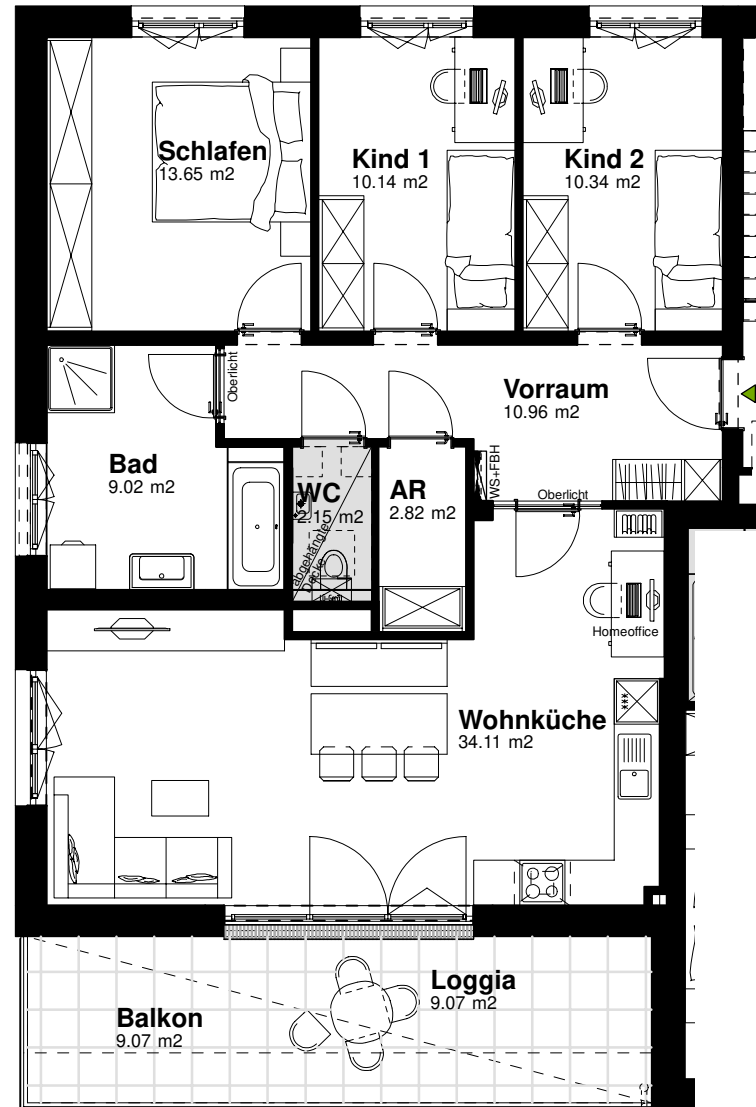 Schlafen
13.65 m2
Kind 1
10.14 m2
Kind 2
10.34 m2
Oberlicht
Vorraum
10.96 m2
Bad
9.02 m2
WC
2.15 m2
abgehängte
Decke
AR
2.82 m2
WS+FBH
Oberlicht
Homeoffice
Wohnküche
34.11 m2
Loggia
9.07 m2
Balkon
9.07 m2